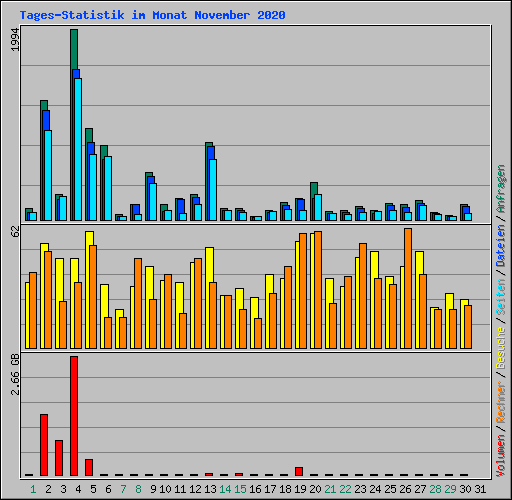 Tages-Statistik im Monat November 2020
1994
62
2.66 GB
Volumen / Rechner / Besuche / Seiten / Dateien / Anfragen
1 2 3 4 5 6 7 8 9 10 11 12 13 14 15 16 17 18 19 20 21 22 23 24 25 26 27 28 29 30 31